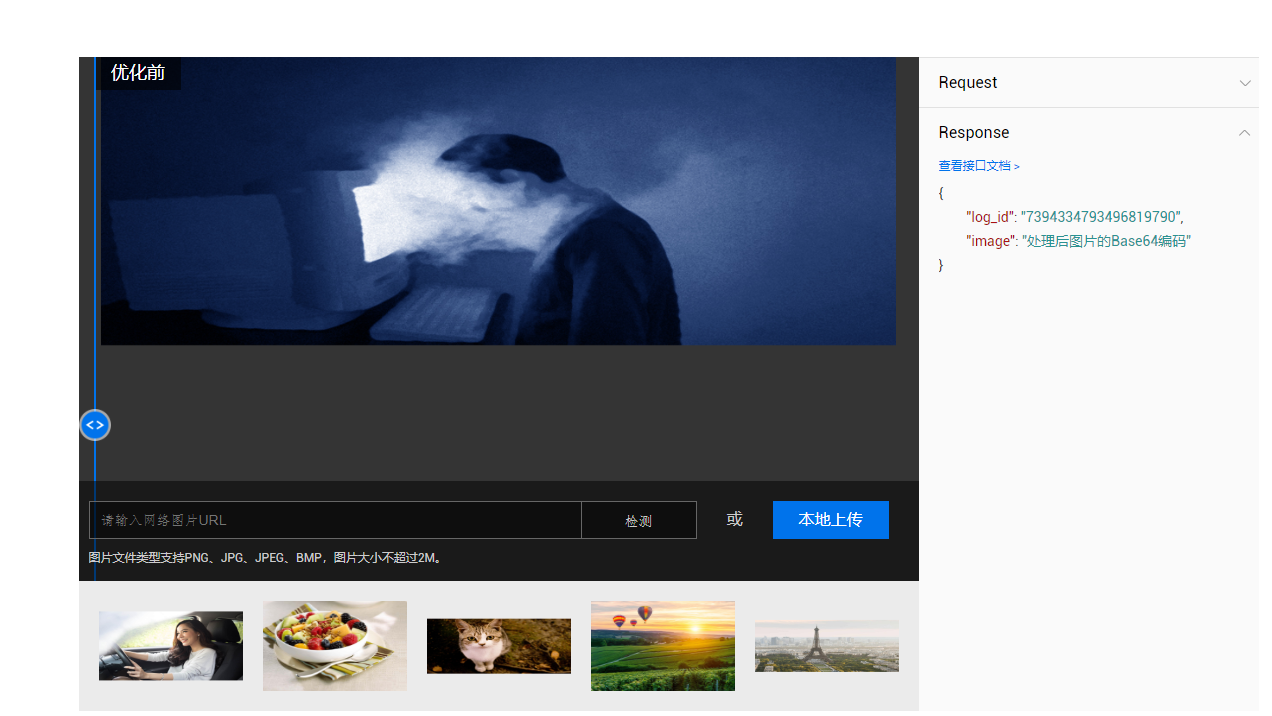 优化前
请输入网络图片URL
检测
或
本地上传
图片文件类型支持PNG、JPG、JPEG、BMP，图片大小不超过2M。
Request
Response
查看接口文档 >
{
"log_id": "7394334793496819790",
"image": "处理后图片的Base64编码"
}